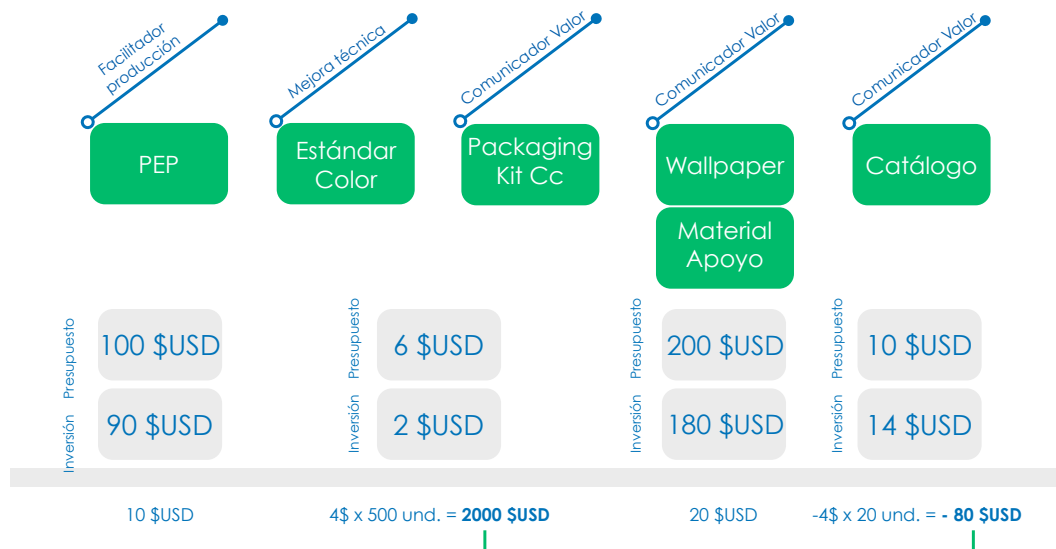 Facilitador
producción
Mejora técnica
Comunicador Valor
Comunicador Valor
Comunicador Valor
PEP
Estándar
Color
Packaging
Kit Cc
Wallpaper
Catálogo
Material
Apoyo
Presupuesto
100 $USD
Presupuesto
6 $USD
Presupuesto
200 $USD
Presupuesto
10 $USD
Inversión
90 $USD
Inversión
2 $USD
Inversión
180 $USD
Inversión
14 $USD
10 $USD
4$ x 500 und. = 2000 $USD
20 $USD
-4$ x 20 und. = - 80 $USD